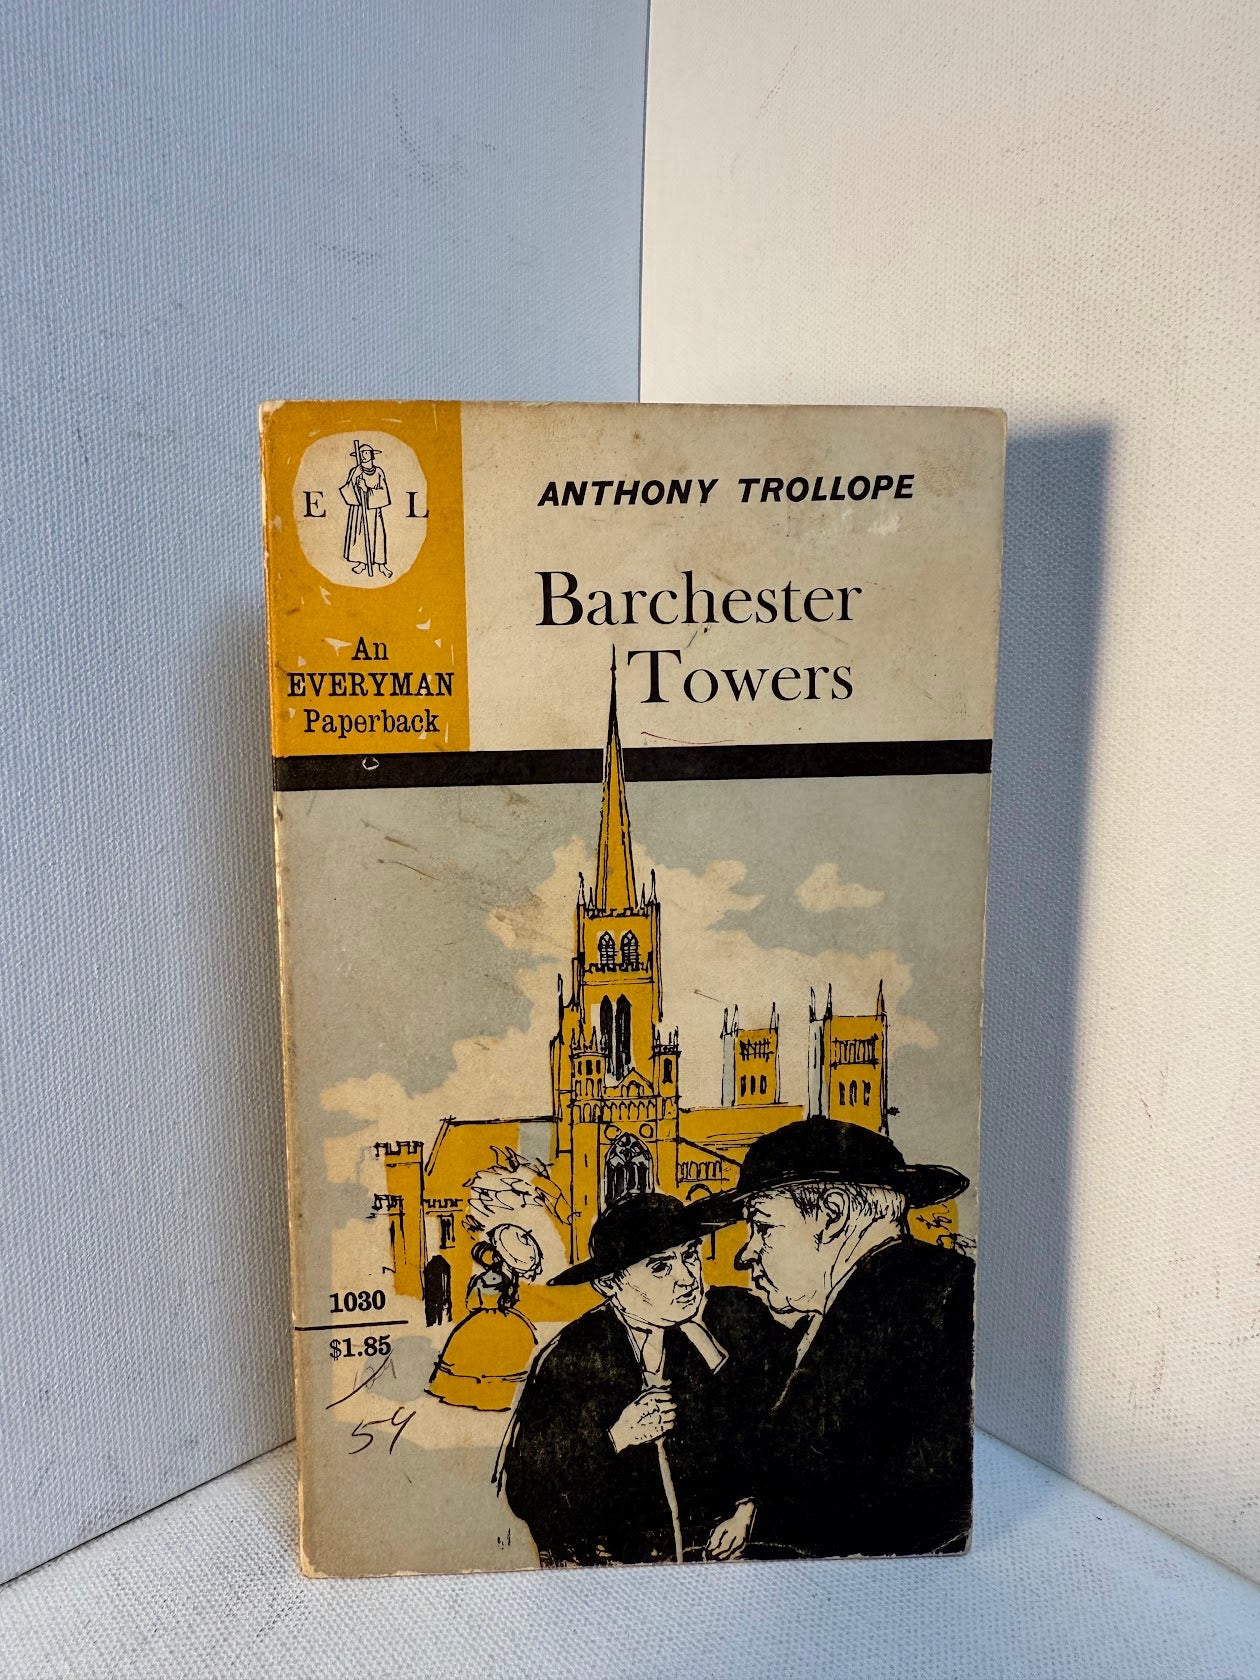 E L
An
EVERYMAN
Paperback
ANTHONY TROLLOPE
Barchester
Towers
1030
$1.85
54